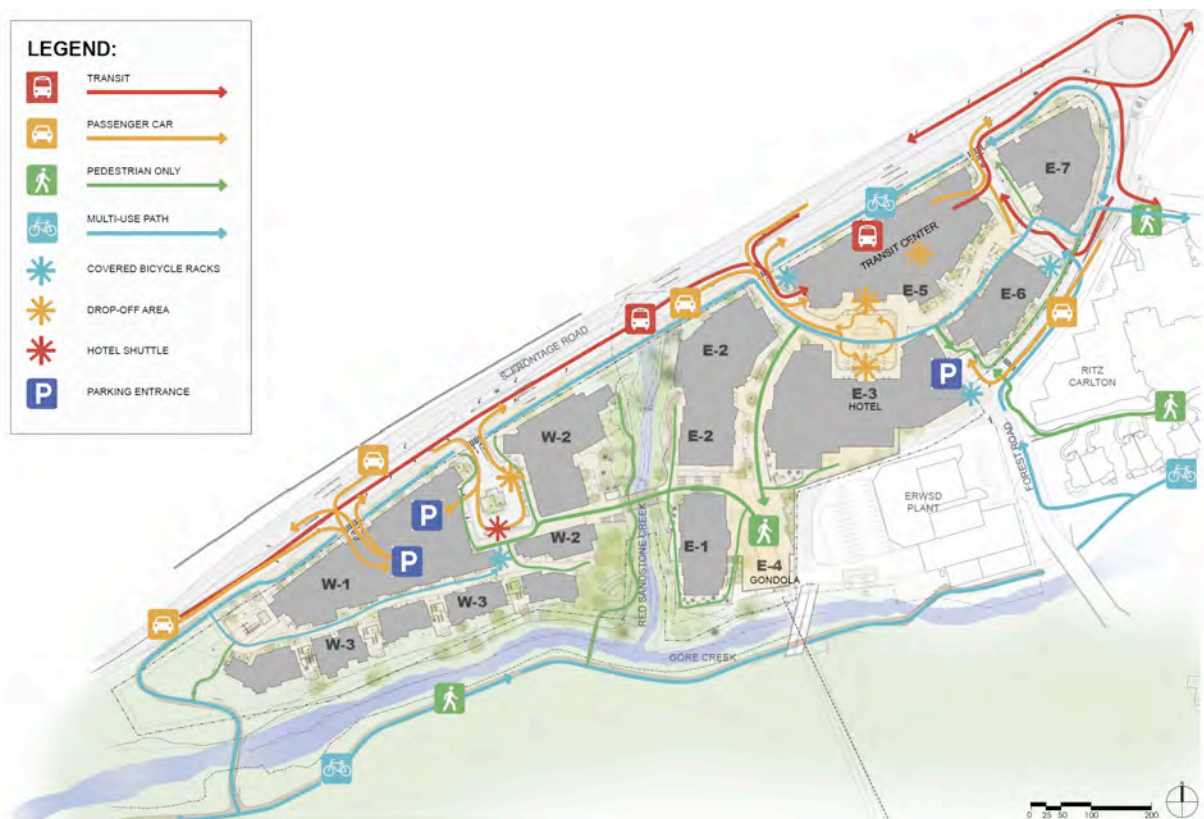 LEGEND:
TRANSIT
PASSENGER CAR
PEDESTRIAN ONLY
MULTI-USE PATH
COVERED BICYCLE RACKS
DROP-OFF AREA
HOTEL SHUTTLE
P
PARKING ENTRANCE
E-7
TRANSIT CENTER
E-5
E-6
S. FRONTAGE ROAD
E-2
P
E-3
HOTEL
RITZ
CARLTON
W-2
E-2
FOREST ROAD
ERWSD
PLANT
P
W-2
RED SANDSTONE CREEK
E-1
P
W-1
E-4
GONDOLA
W-3
W-3
GORE CREEK
N
0 25 50 100 200